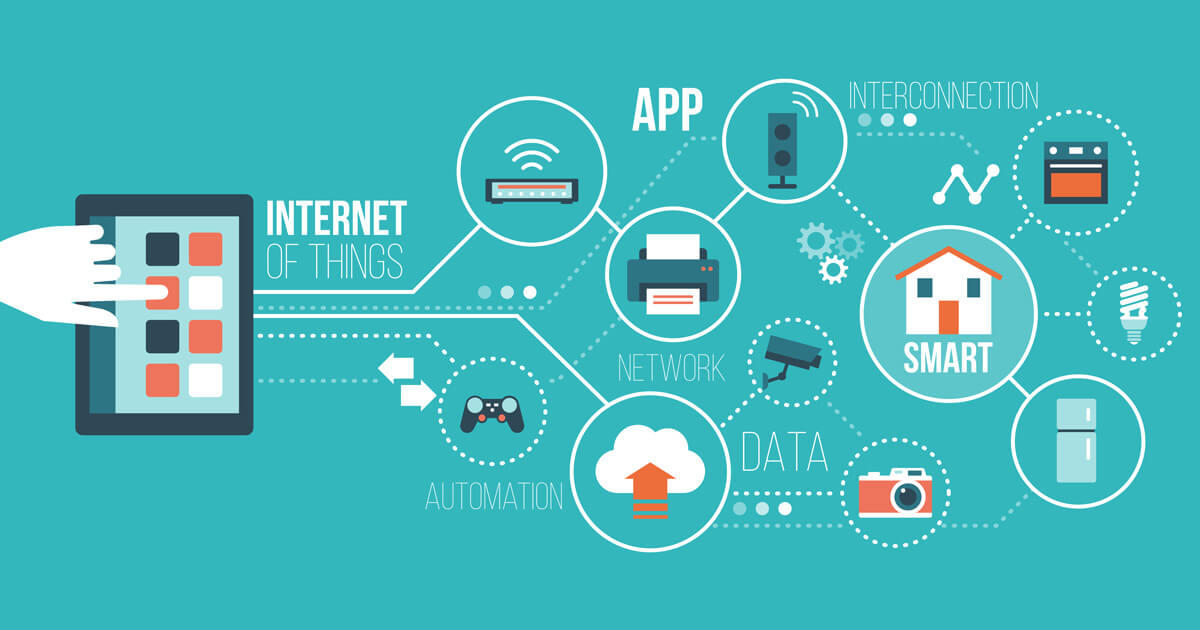 INTERNET
OF THINGS
APP
INTERCONNECTION
NETWORK
SMART
DATA
AUTOMATION